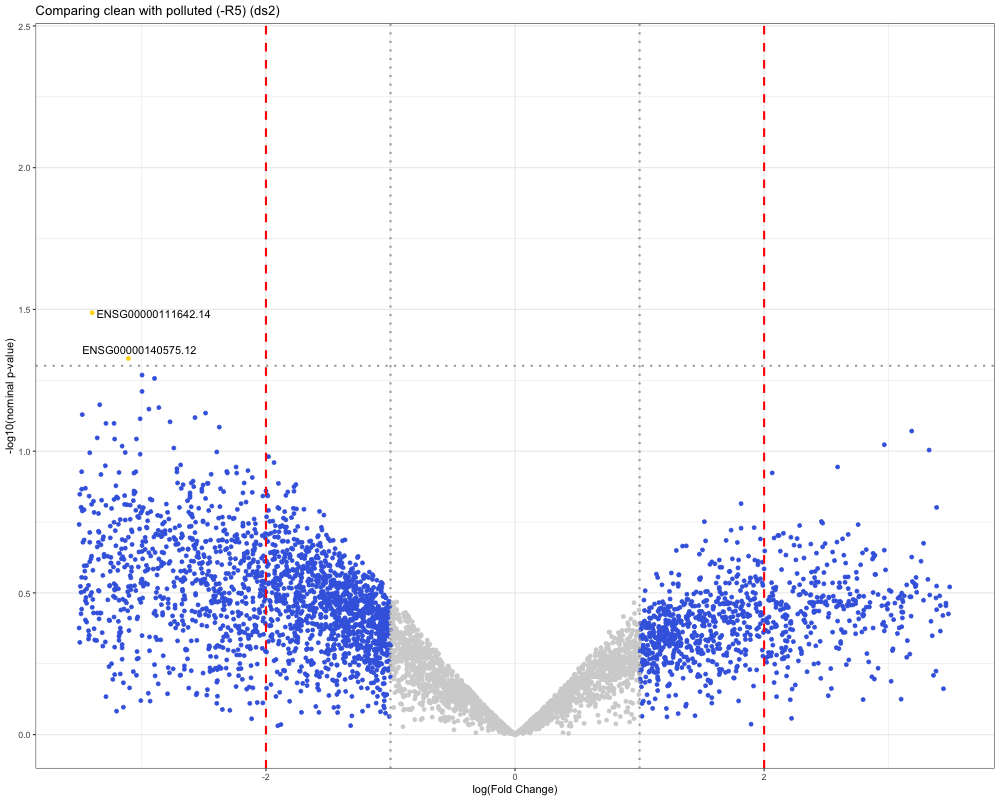 Comparing clean with polluted (-R5) (ds2)
2.5
2.0
1.5
ENSG00000111642.14
ENSG00000140575.12
-log10(nominal p-value)
1.0
0.5
0.0
-2
0
2
log(Fold Change)